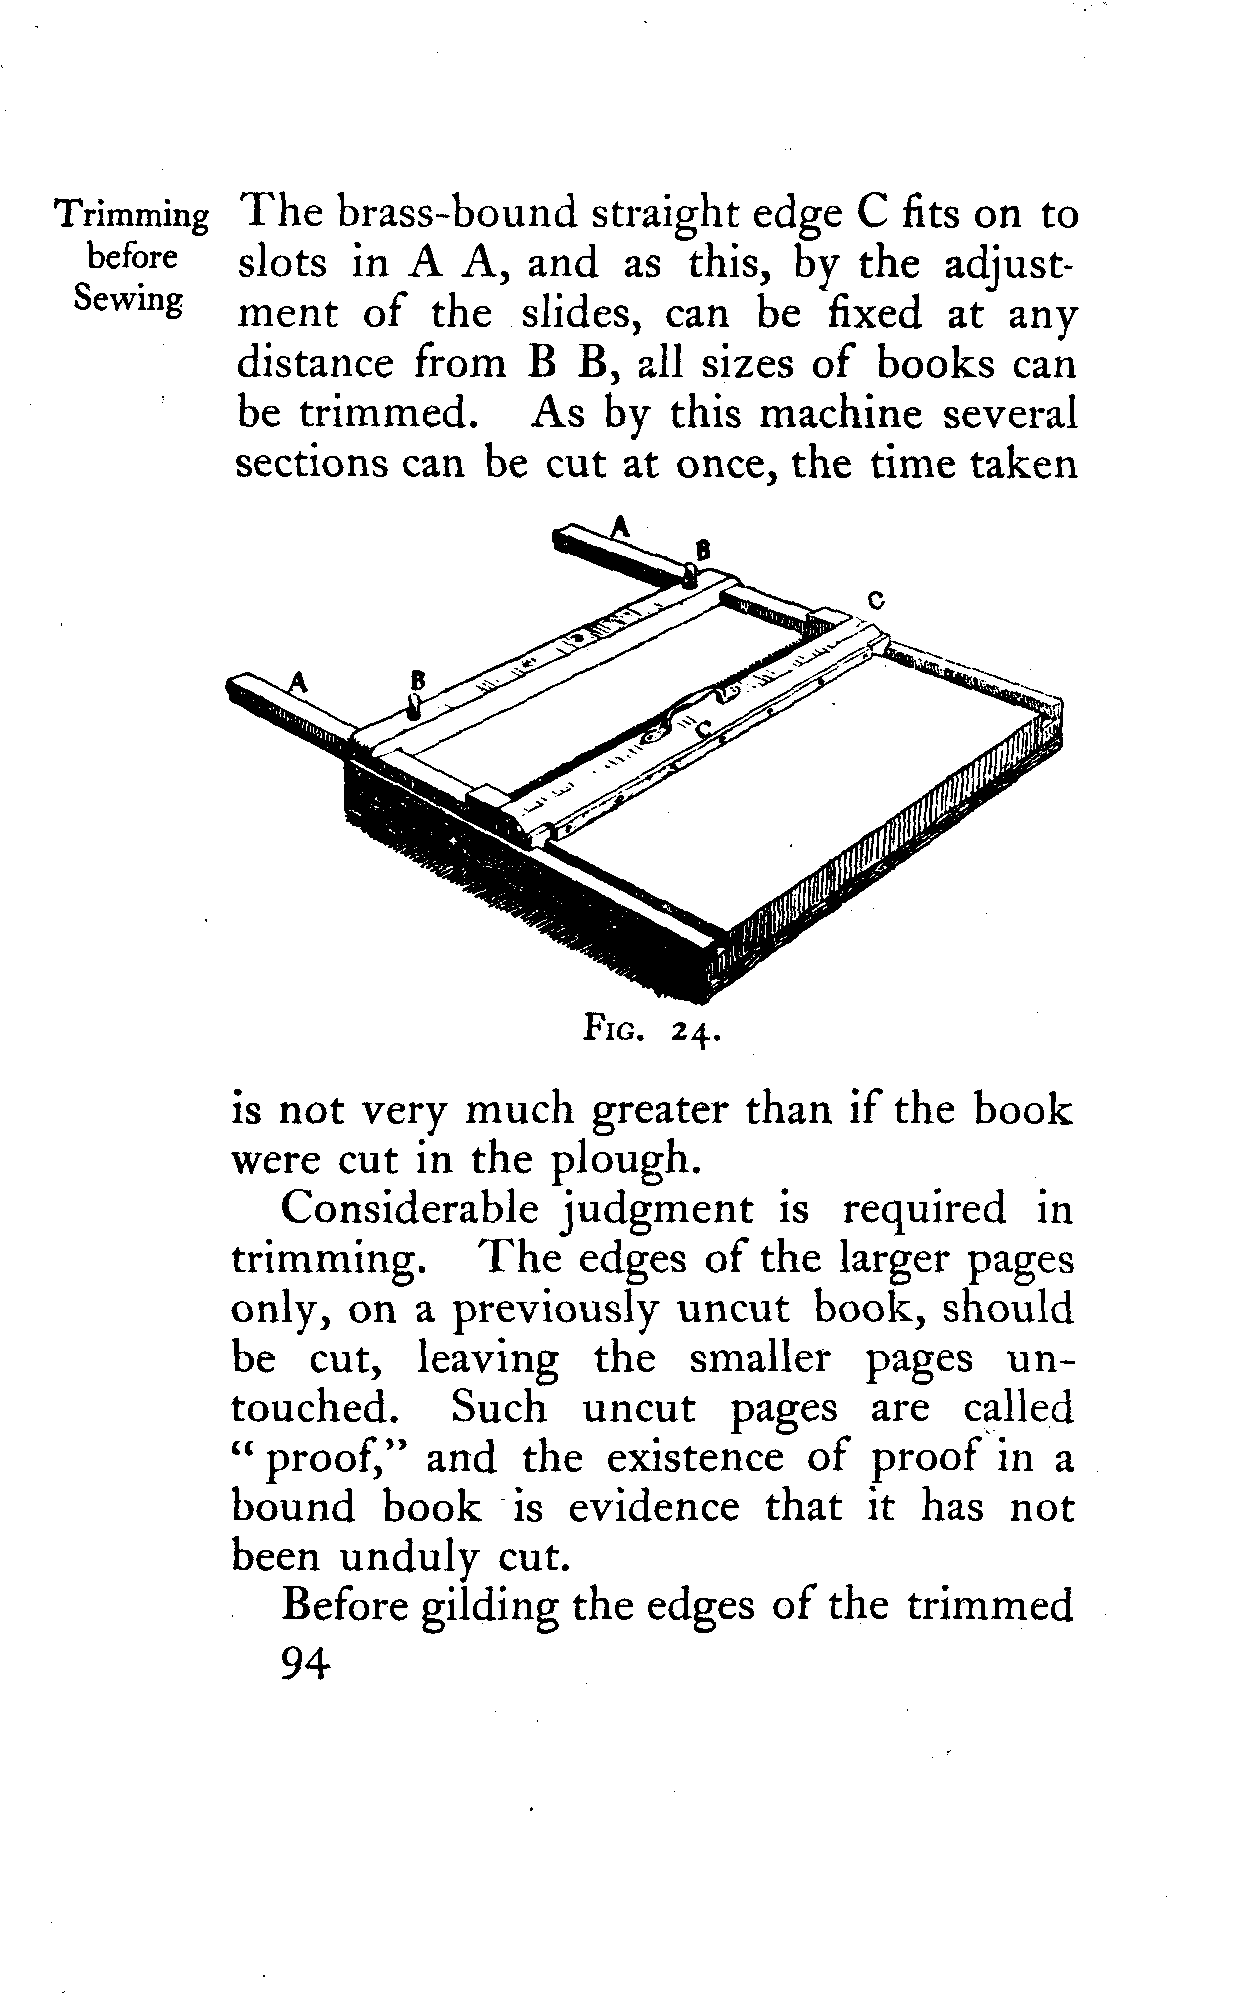 Trimming
before
Sewing
The brass-bound straight edge C fits on to
slots in A A, and as this, by the adjust-
ment of the slides, can be fixed at any
distance from B B, all sizes of books can
be trimmed. As by this machine several
sections can be cut at once, the time taken
A
B
C
A
B
C
Fig. 24.
is not very much greater than if the book
were cut in the plough.
Considerable judgment is required in
trimming. The edges of the larger pages
only, on a previously uncut book, should
be cut, leaving the smaller pages un-
touched. Such uncut pages are called
“ proof,” and the existence of proof in a
bound book is evidence that it has not
been unduly cut.
Before gilding the edges of the trimmed
94